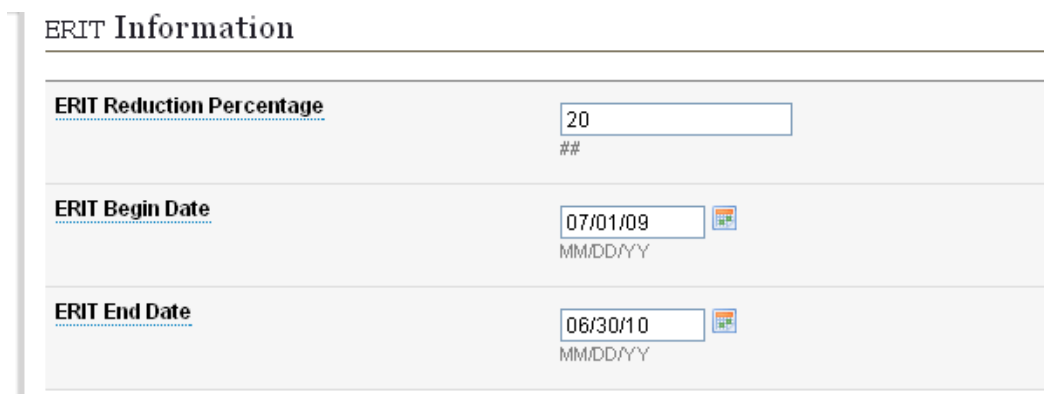 ERIT Information
ERIT Reduction Percentage
20
##
ERIT Begin Date
07/01/09
MM/DD/YY
ERIT End Date
06/30/10
MM/DD/YY